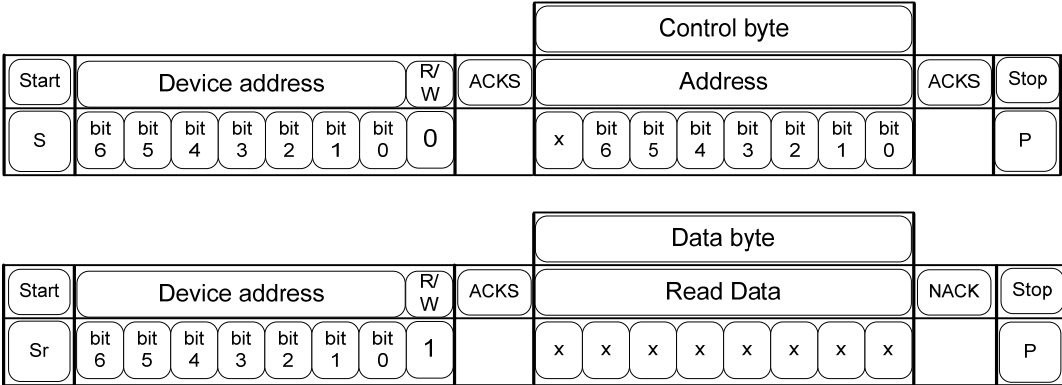 Control byte
Start Device address R/W ACKS Address ACKS Stop
S bit 6 bit 5 bit 4 bit 3 bit 2 bit 1 bit 0 0 x bit 6 bit 5 bit 4 bit 3 bit 2 bit 1 bit 0 P
Data byte
Start Device address R/W ACKS Read Data NACK Stop
Sr bit 6 bit 5 bit 4 bit 3 bit 2 bit 1 bit 0 1 x x x x x x x x P